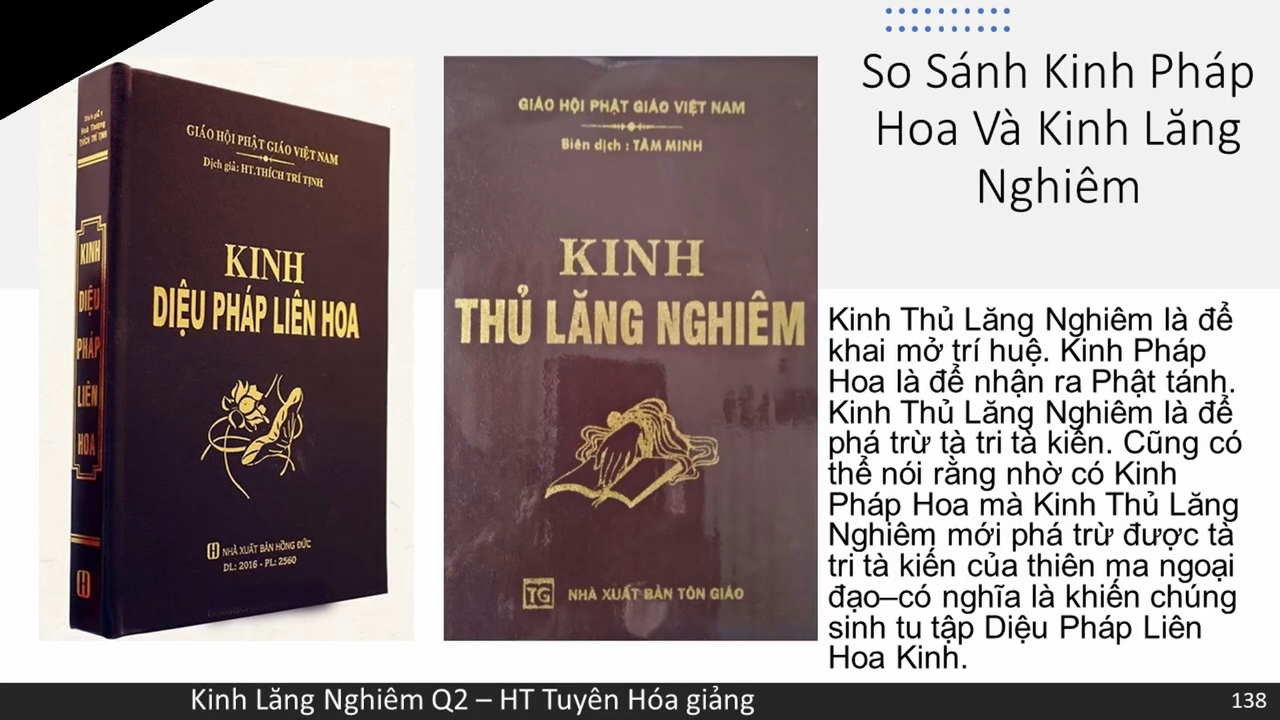 So Sánh Kinh Pháp
Hoa Và Kinh Lăng
Nghiêm
GIÁO HỘI PHẬT GIÁO VIỆT NAM
Dịch giả: HT.THÍCH TRÍ TỊNH
KINH
DIỆU PHÁP LIÊN HOA
NHÀ XUẤT BẢN HỒNG ĐỨC
DL: 2016 - PL: 2560
Dịch giả:
Hoà Thượng
THÍCH TRÍ TỊNH
KINH
DIỆU
PHÁP
LIÊN
HOA
GIÁO HỘI PHẬT GIÁO VIỆT NAM
Biên dịch : TÂM MINH
KINH
THỦ LĂNG NGHIÊM
TG NHÀ XUẤT BẢN TÔN GIÁO
Kinh Thủ Lăng Nghiêm là để
khai mở trí huệ. Kinh Pháp
Hoa là để nhận ra Phật tánh.
Kinh Thủ Lăng Nghiêm là để
phá trừ tà tri tà kiến. Cũng có
thể nói rằng nhờ có Kinh
Pháp Hoa mà Kinh Thủ Lăng
Nghiêm mới phá trừ được tà
tri tà kiến của thiên ma ngoại
đạo–có nghĩa là khiến chúng
sinh tu tập Diệu Pháp Liên
Hoa Kinh.
Kinh Lăng Nghiêm Q2 – HT Tuyên Hóa giảng
138